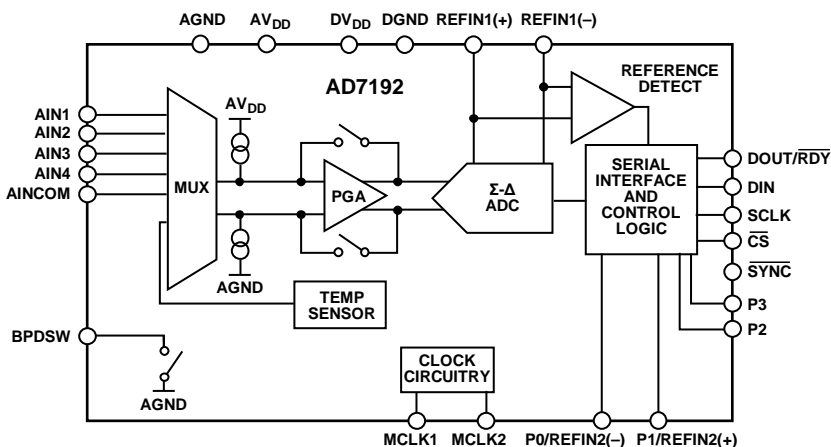 AGND AVDD DVDD DGND REFIN1(+) REFIN1(–)
AD7192
REFERENCE
DETECT
AIN1
AIN2
AIN3
AIN4
AINCOM
AVDD
MUX
PGA
Σ-Δ
ADC
SERIAL
INTERFACE
AND
CONTROL
LOGIC
DOUT/RDY
DIN
SCLK
CS
SYNC
P3
P2
AGND
TEMP
SENSOR
BPDSW
AGND
CLOCK
CIRCUITRY
MCLK1 MCLK2 P0/REFIN2(–) P1/REFIN2(+)